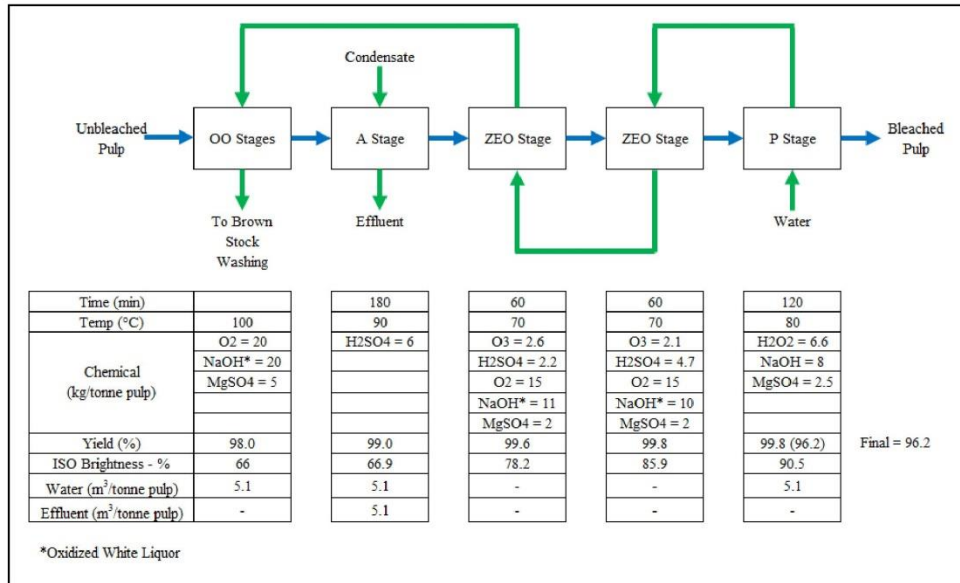 Condensate
Unbleached
Pulp
OO Stages
A Stage
ZEO Stage
ZEO Stage
P Stage
Bleached
Pulp
To Brown
Stock
Washing
Effluent
Water
Time (min) 180 60 60 120
Temp (°C) 100 90 70 70 80
Chemical
(kg/tonne pulp)
O2 = 20 H2SO4 = 6 O3 = 2.6 O3 = 2.1 H2O2 = 6.6
NaOH* = 20 H2SO4 = 2.2 H2SO4 = 4.7 NaOH = 8
MgSO4 = 5 O2 = 15 O2 = 15 MgSO4 = 2.5
NaOH* = 11 NaOH* = 10
MgSO4 = 2 MgSO4 = 2
Yield (%) 98.0 99.0 99.6 99.8 99.8 (96.2) Final = 96.2
ISO Brightness - % 66 66.9 78.2 85.9 90.5
Water (m³/tonne pulp) 5.1 5.1 - - 5.1
Effluent (m³/tonne pulp) - 5.1 - - -
*Oxidized White Liquor